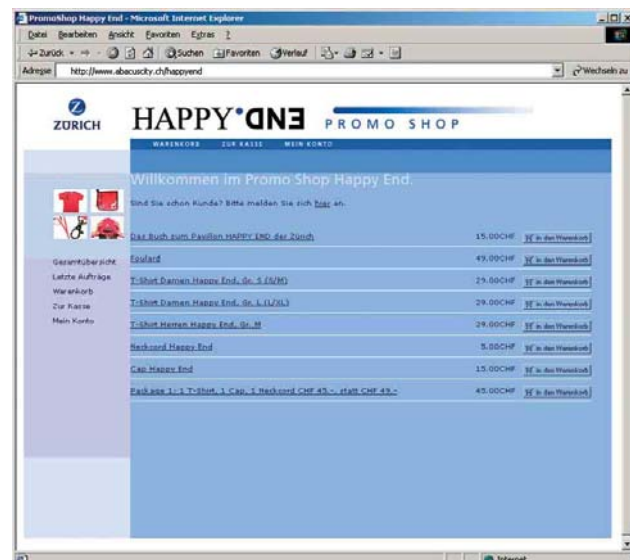 PromoShop Happy End - Microsoft Internet Explorer
Datei Bearbeiten Ansicht Favoriten Extras ?
Zurück Suchen Favoriten Verlauf
Adresse http://www.abacuscity.ch/happyend Wechseln zu
ZÜRICH
HAPPY END PROMO SHOP
WARENKORB ZUR KASSE MEIN KONTO
Willkommen im Promo Shop Happy End.
Sind Sie schon Kunde? Bitte melden Sie sich hier an.
Das Buch zum Pavillon HAPPY END der Zürich 15.00CHF in den Warenkorb
Foulard 49.00CHF in den Warenkorb
T-Shirt Damen Happy End, Gr. S (S/M) 29.00CHF in den Warenkorb
T-Shirt Damen Happy End, Gr. L (L/XL) 29.00CHF in den Warenkorb
T-Shirt Herren Happy End, Gr. M 29.00CHF in den Warenkorb
Neckcord Happy End 5.00CHF in den Warenkorb
Cap Happy End 15.00CHF in den Warenkorb
Package 1: 1 T-Shirt, 1 Cap, 1 Neckcord CHF 45.-, statt CHF 49.- 45.00CHF in den Warenkorb
Gesamtübersicht
Letzte Aufträge
Warenkorb
Zur Kasse
Mein Konto
Internet